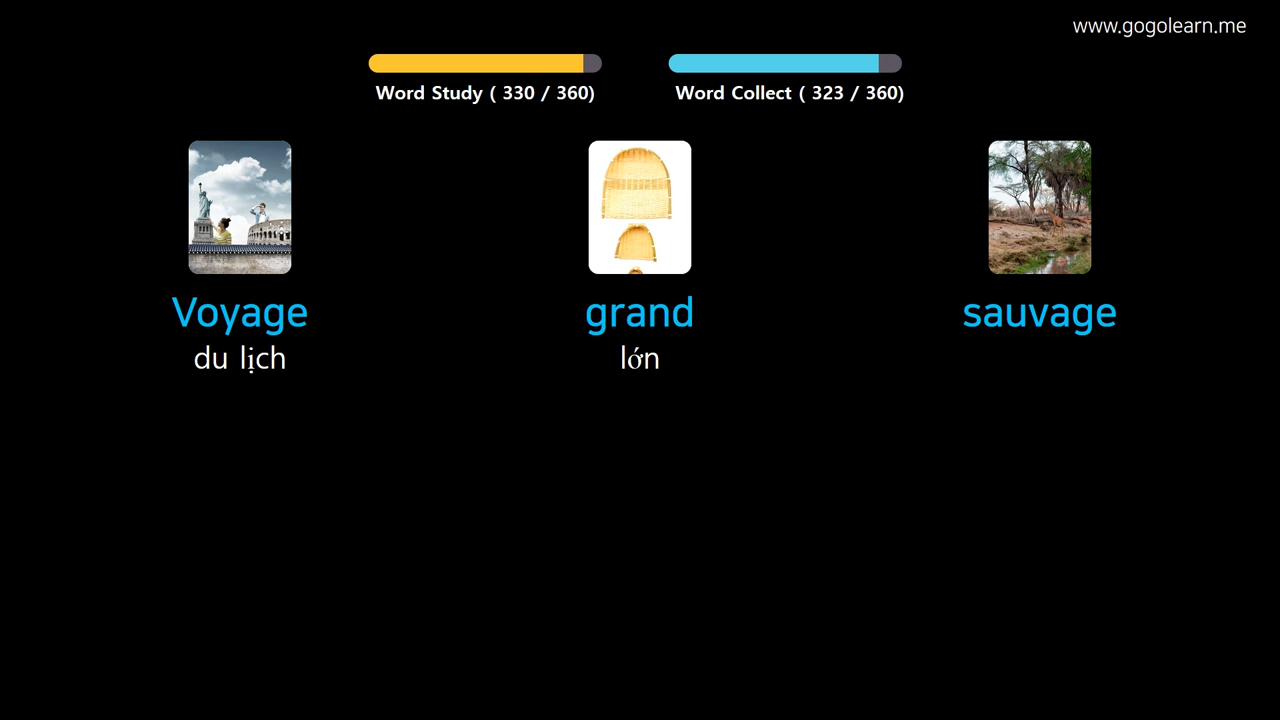 www.gogolearn.me
Word Study ( 330 / 360)
Word Collect ( 323 / 360)
Voyage
du lịch
grand
lớn
sauvage